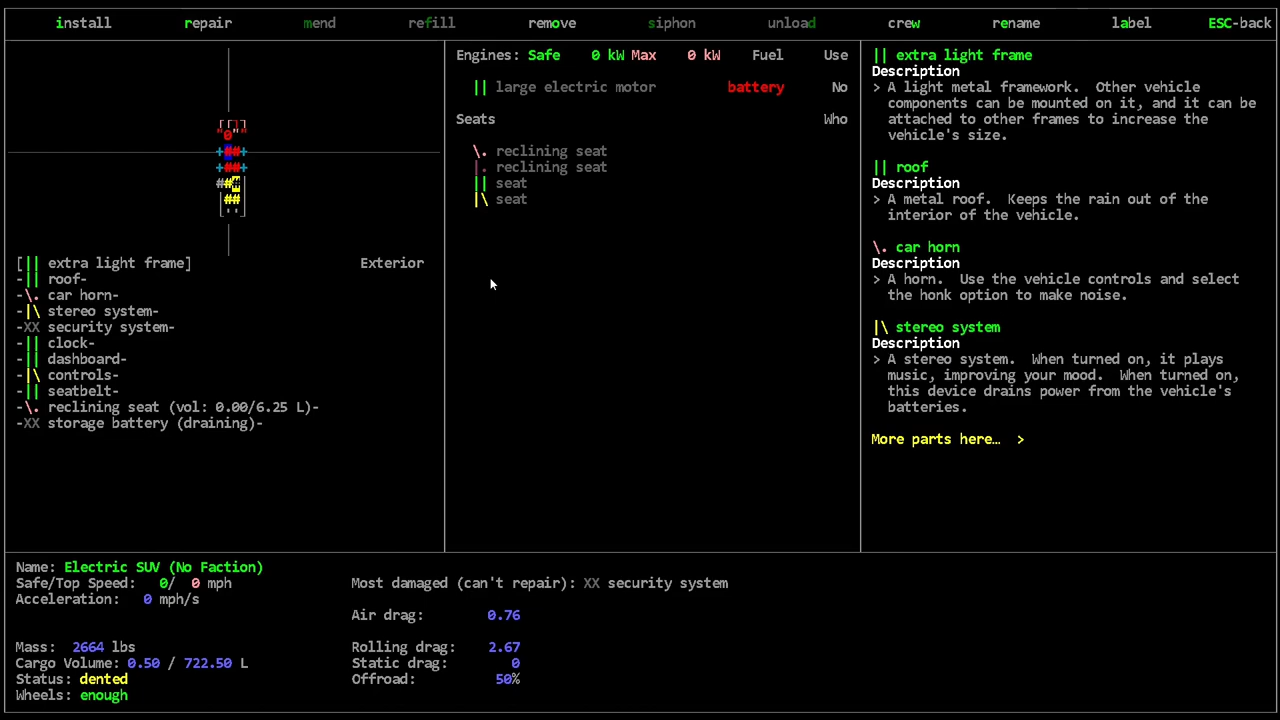 install repair mend refill remove siphon unload crew rename label ESC-back
Engines: Safe 0 kW Max 0 kW Fuel Use
|| large electric motor battery No
Seats Who
\. reclining seat
|. reclining seat
|| seat
|\ seat
[|| extra light frame] Exterior
-|| roof-
-\. car horn-
-|\ stereo system-
-XX security system-
-|| clock-
-|| dashboard-
-|\ controls-
-|| seatbelt-
-\. reclining seat (vol: 0.00/6.25 L)-
-XX storage battery (draining)-
|| extra light frame
Description
> A light metal framework. Other vehicle
components can be mounted on it, and it can be
attached to other frames to increase the
vehicle's size.
|| roof
Description
> A metal roof. Keeps the rain out of the
interior of the vehicle.
\. car horn
Description
> A horn. Use the vehicle controls and select
the honk option to make noise.
|\ stereo system
Description
> A stereo system. When turned on, it plays
music, improving your mood. When turned on,
this device drains power from the vehicle's
batteries.
More parts here… >
Name: Electric SUV (No Faction)
Safe/Top Speed: 0/ 0 mph
Acceleration: 0 mph/s
Mass: 2664 lbs
Cargo Volume: 0.50 / 722.50 L
Status: dented
Wheels: enough
Most damaged (can't repair): XX security system
Air drag: 0.76
Rolling drag: 2.67
Static drag: 0
Offroad: 50%